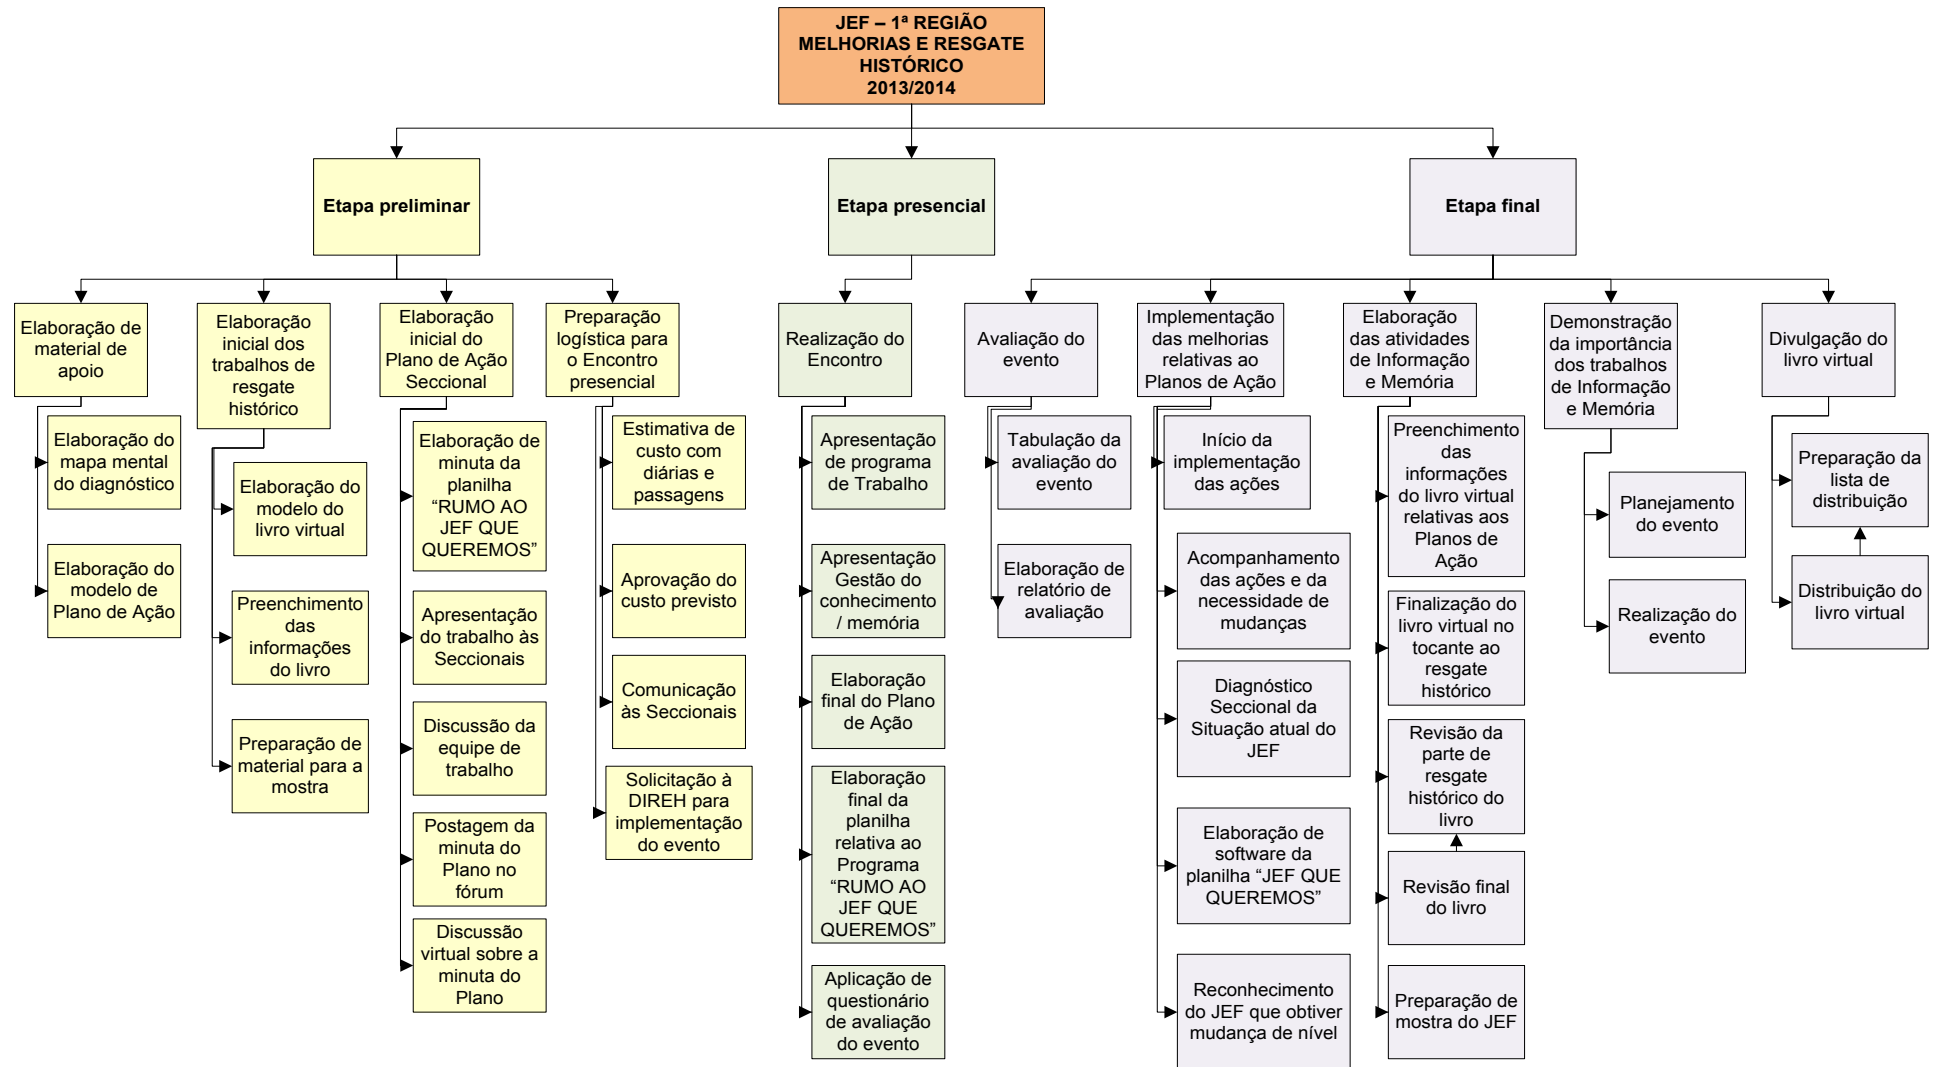 JEF – 1ª REGIÃO
MELHORIAS E RESGATE
HISTÓRICO
2013/2014
Etapa preliminar
Etapa presencial
Etapa final
Elaboração de
material de
apoio
Elaboração
inicial dos
trabalhos de
resgate
histórico
Elaboração
inicial do
Plano de Ação
Seccional
Preparação
logística para
o Encontro
presencial
Realização do
Encontro
Avaliação do
evento
Implementação
das melhorias
relativas ao
Planos de Ação
Elaboração
das atividades
de Informação
e Memória
Demonstração
da importância
dos trabalhos
de Informação
e Memória
Divulgação do
livro virtual
Elaboração do
mapa mental
do diagnóstico
Elaboração do
modelo de
Plano de Ação
Elaboração do
modelo do
livro virtual
Preenchimento
das
informações
do livro
Preparação de
material para a
mostra
Elaboração de
minuta da
planilha
“RUMO AO
JEF QUE
QUEREMOS”
Apresentação
do trabalho às
Seccionais
Discussão da
equipe de
trabalho
Postagem da
minuta do
Plano no
fórum
Discussão
virtual sobre a
minuta do
Plano
Estimativa de
custo com
diárias e
passagens
Aprovação do
custo previsto
Comunicação
às Seccionais
Solicitação à
DIREH para
implementação
do evento
Apresentação
de programa
de Trabalho
Apresentação
Gestão do
conhecimento
/ memória
Elaboração
final do Plano
de Ação
Elaboração
final da
planilha
relativa ao
Programa
“RUMO AO
JEF QUE
QUEREMOS”
Aplicação de
questionário
de avaliação
do evento
Tabulação da
avaliação do
evento
Elaboração de
relatório de
avaliação
Início da
implementação
das ações
Acompanhamento
das ações e da
necessidade de
mudanças
Diagnóstico
Seccional da
Situação atual do
JEF
Elaboração de
software da
planilha “JEF QUE
QUEREMOS”
Reconhecimento
do JEF que obtiver
mudança de nível
Preenchimento
das
informações
do livro virtual
relativas aos
Planos de
Ação
Finalização do
livro virtual no
tocante ao
resgate
histórico
Revisão da
parte de
resgate
histórico do
livro
Revisão final
do livro
Preparação de
mostra do JEF
Planejamento
do evento
Realização do
evento
Preparação da
lista de
distribuição
Distribuição do
livro virtual